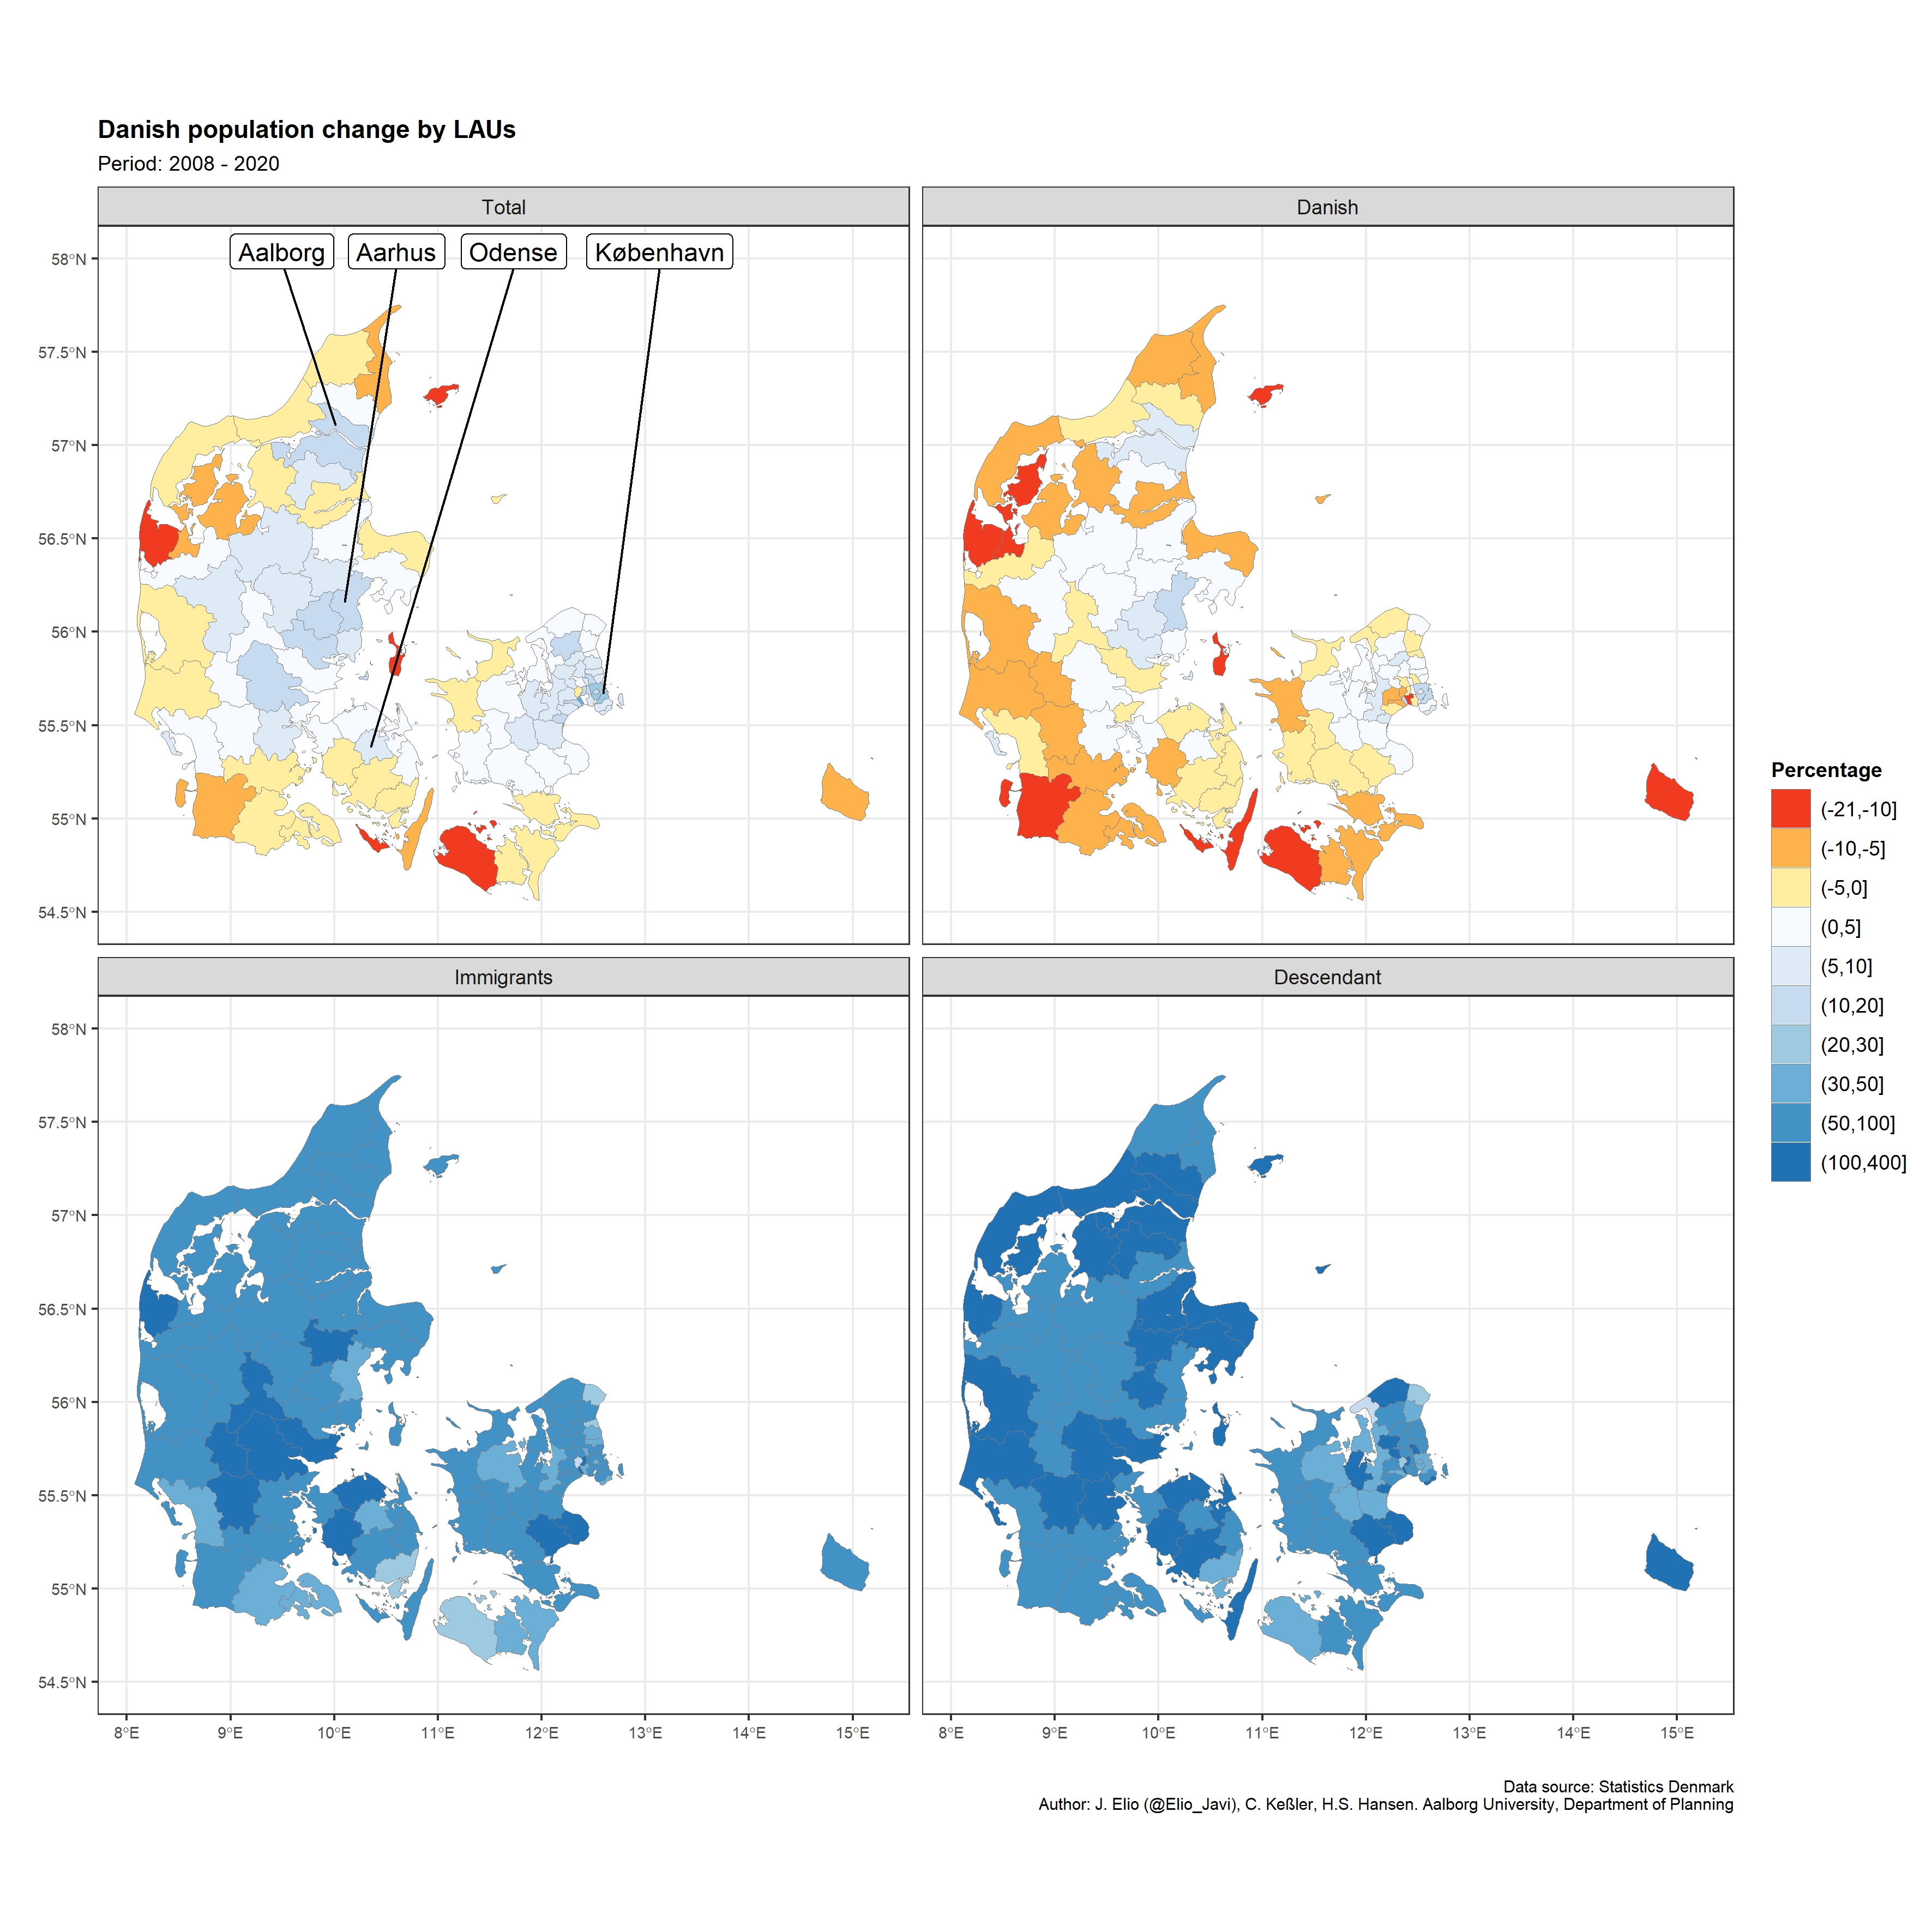 Danish population change by LAUs
Period: 2008 - 2020
Total
Danish
Aalborg
Aarhus
Odense
København
58°N
57.5°N
57°N
56.5°N
56°N
55.5°N
55°N
54.5°N
Percentage
(-21,-10]
(-10,-5]
(-5,0]
(0,5]
(5,10]
(10,20]
(20,30]
(30,50]
(50,100]
(100,400]
Immigrants
Descendant
58°N
57.5°N
57°N
56.5°N
56°N
55.5°N
55°N
54.5°N
8°E 9°E 10°E 11°E 12°E 13°E 14°E 15°E
8°E 9°E 10°E 11°E 12°E 13°E 14°E 15°E
Data source: Statistics Denmark
Author: J. Elio (@Elio_Javi), C. Keßler, H.S. Hansen. Aalborg University, Department of Planning